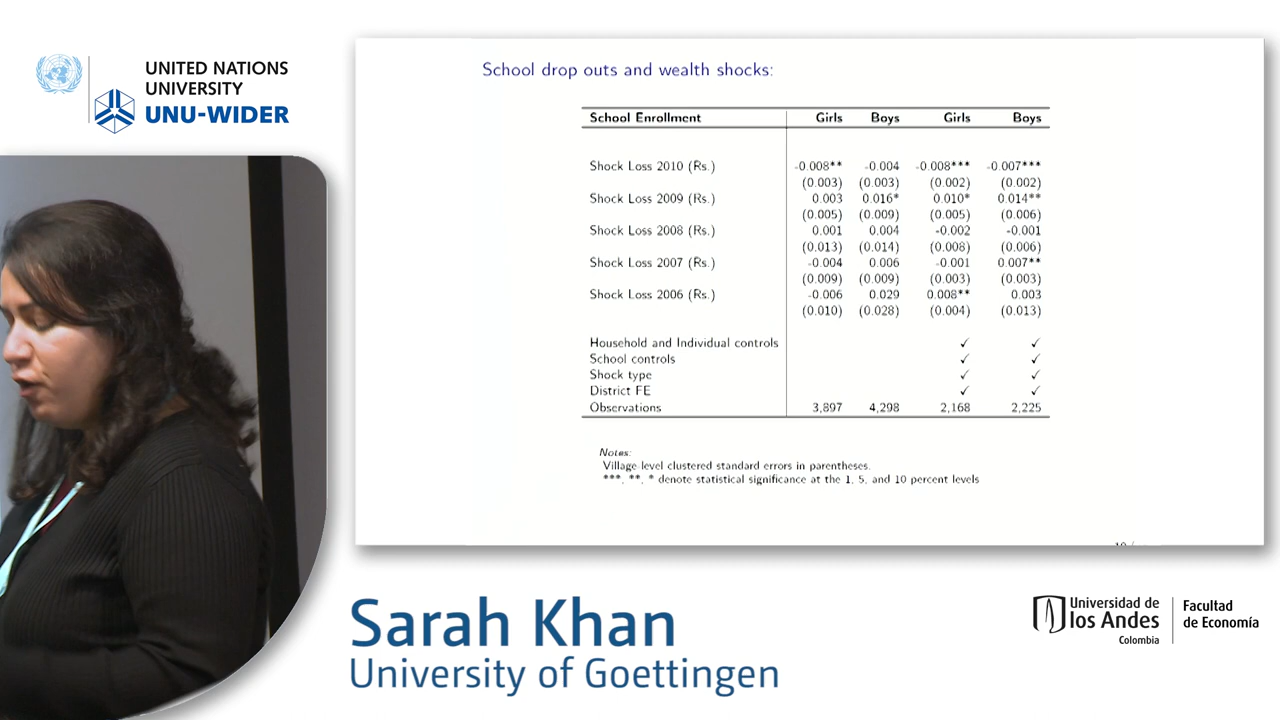 UNITED NATIONS
UNIVERSITY
UNU-WIDER
School drop outs and wealth shocks:
School Enrollment Girls Boys Girls Boys
Shock Loss 2010 (Rs.) -0.008** -0.004 -0.008*** -0.007***
(0.003) (0.003) (0.002) (0.002)
Shock Loss 2009 (Rs.) 0.003 0.016* 0.010* 0.014**
(0.005) (0.009) (0.005) (0.006)
Shock Loss 2008 (Rs.) 0.001 0.004 -0.002 -0.001
(0.013) (0.014) (0.008) (0.006)
Shock Loss 2007 (Rs.) -0.004 0.006 -0.001 0.007**
(0.009) (0.009) (0.003) (0.003)
Shock Loss 2006 (Rs.) -0.006 0.029 0.008** 0.003
(0.010) (0.028) (0.004) (0.013)
Household and Individual controls ✓ ✓
School controls ✓ ✓
Shock type ✓ ✓
District FE ✓ ✓
Observations 3,897 4,298 2,168 2,225
Notes:
Village level clustered standard errors in parentheses.
***, **, * denote statistical significance at the 1, 5, and 10 percent levels
Sarah Khan
University of Goettingen
Universidad de
los Andes
Colombia
Facultad
de Economía